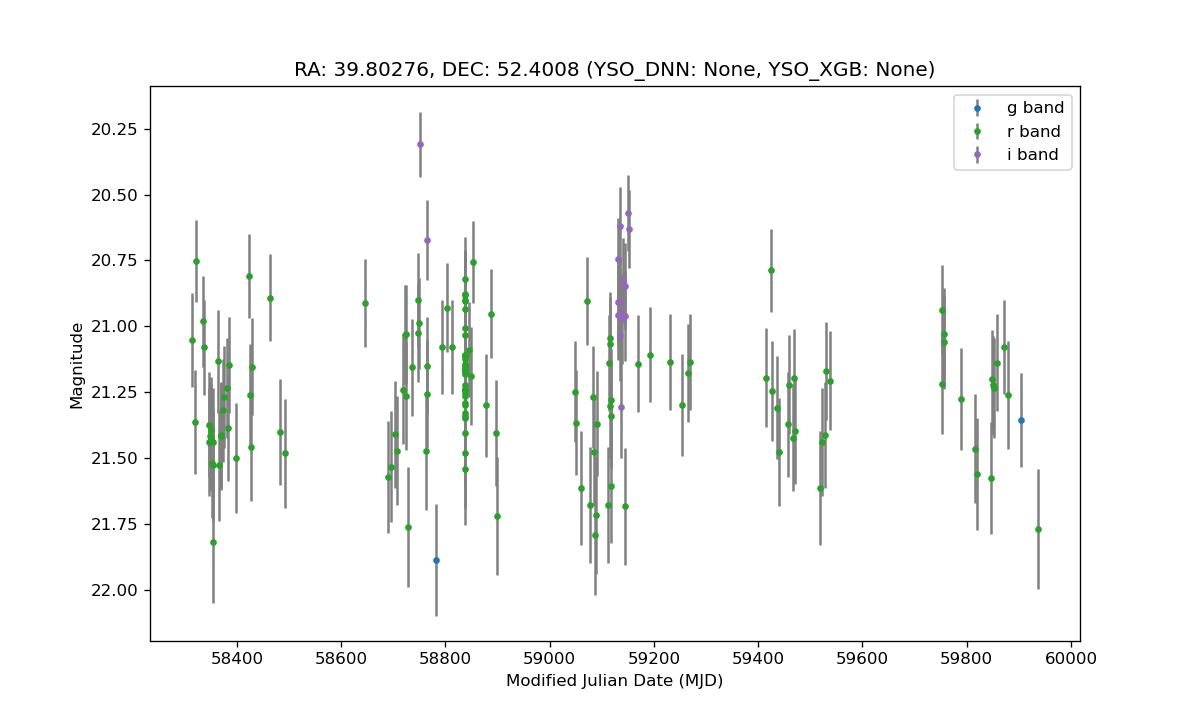 RA: 39.80276, DEC: 52.4008 (YSO_DNN: None, YSO_XGB: None)
g band
r band
i band
20.25
20.50
20.75
21.00
21.25
21.50
21.75
22.00
Magnitude
58400 58600 58800 59000 59200 59400 59600 59800 60000
Modified Julian Date (MJD)